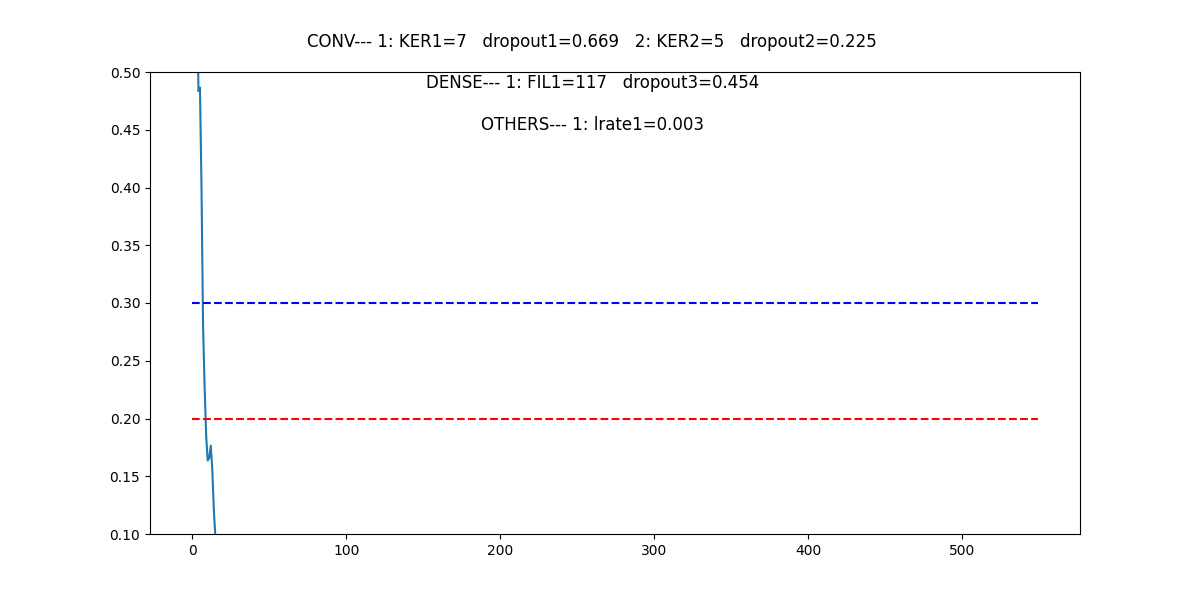 CONV--- 1: KER1=7 dropout1=0.669 2: KER2=5 dropout2=0.225
DENSE--- 1: FIL1=117 dropout3=0.454
OTHERS--- 1: lrate1=0.003
0.50
0.45
0.40
0.35
0.30
0.25
0.20
0.15
0.10
0 100 200 300 400 500